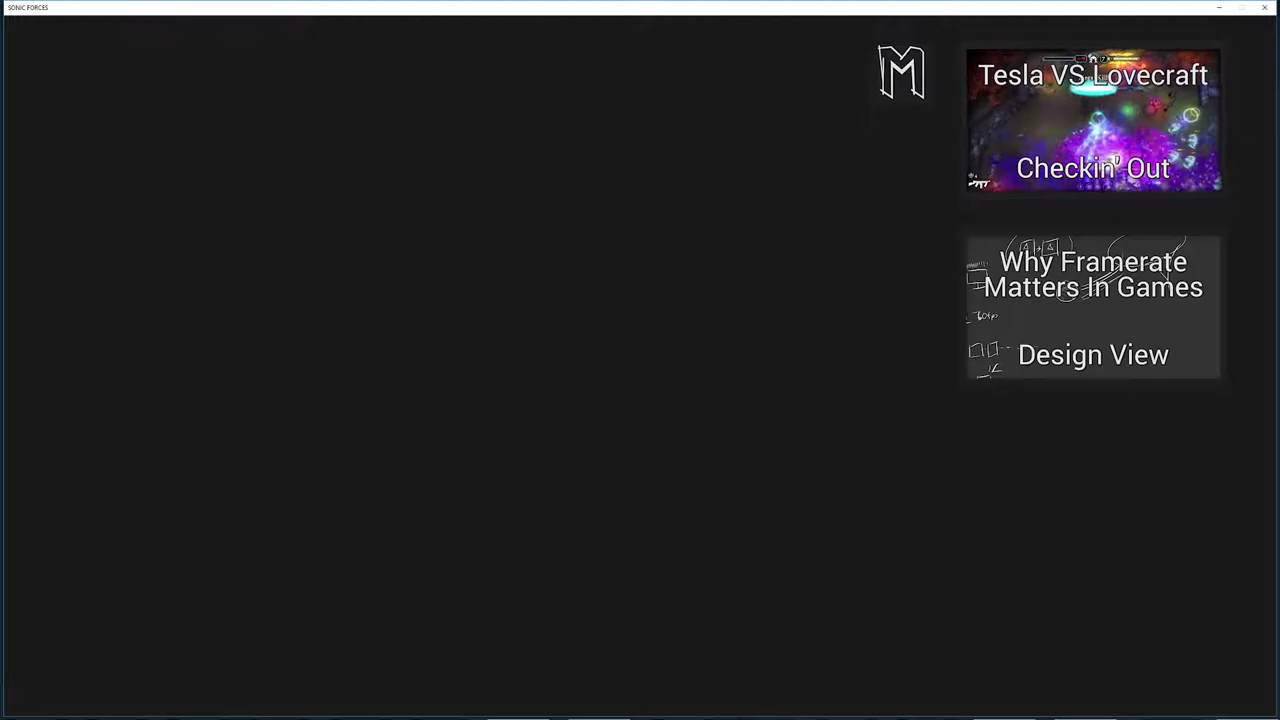 SONIC FORCES
M
Tesla VS Lovecraft
Checkin' Out
Why Framerate
Matters In Games
Design View